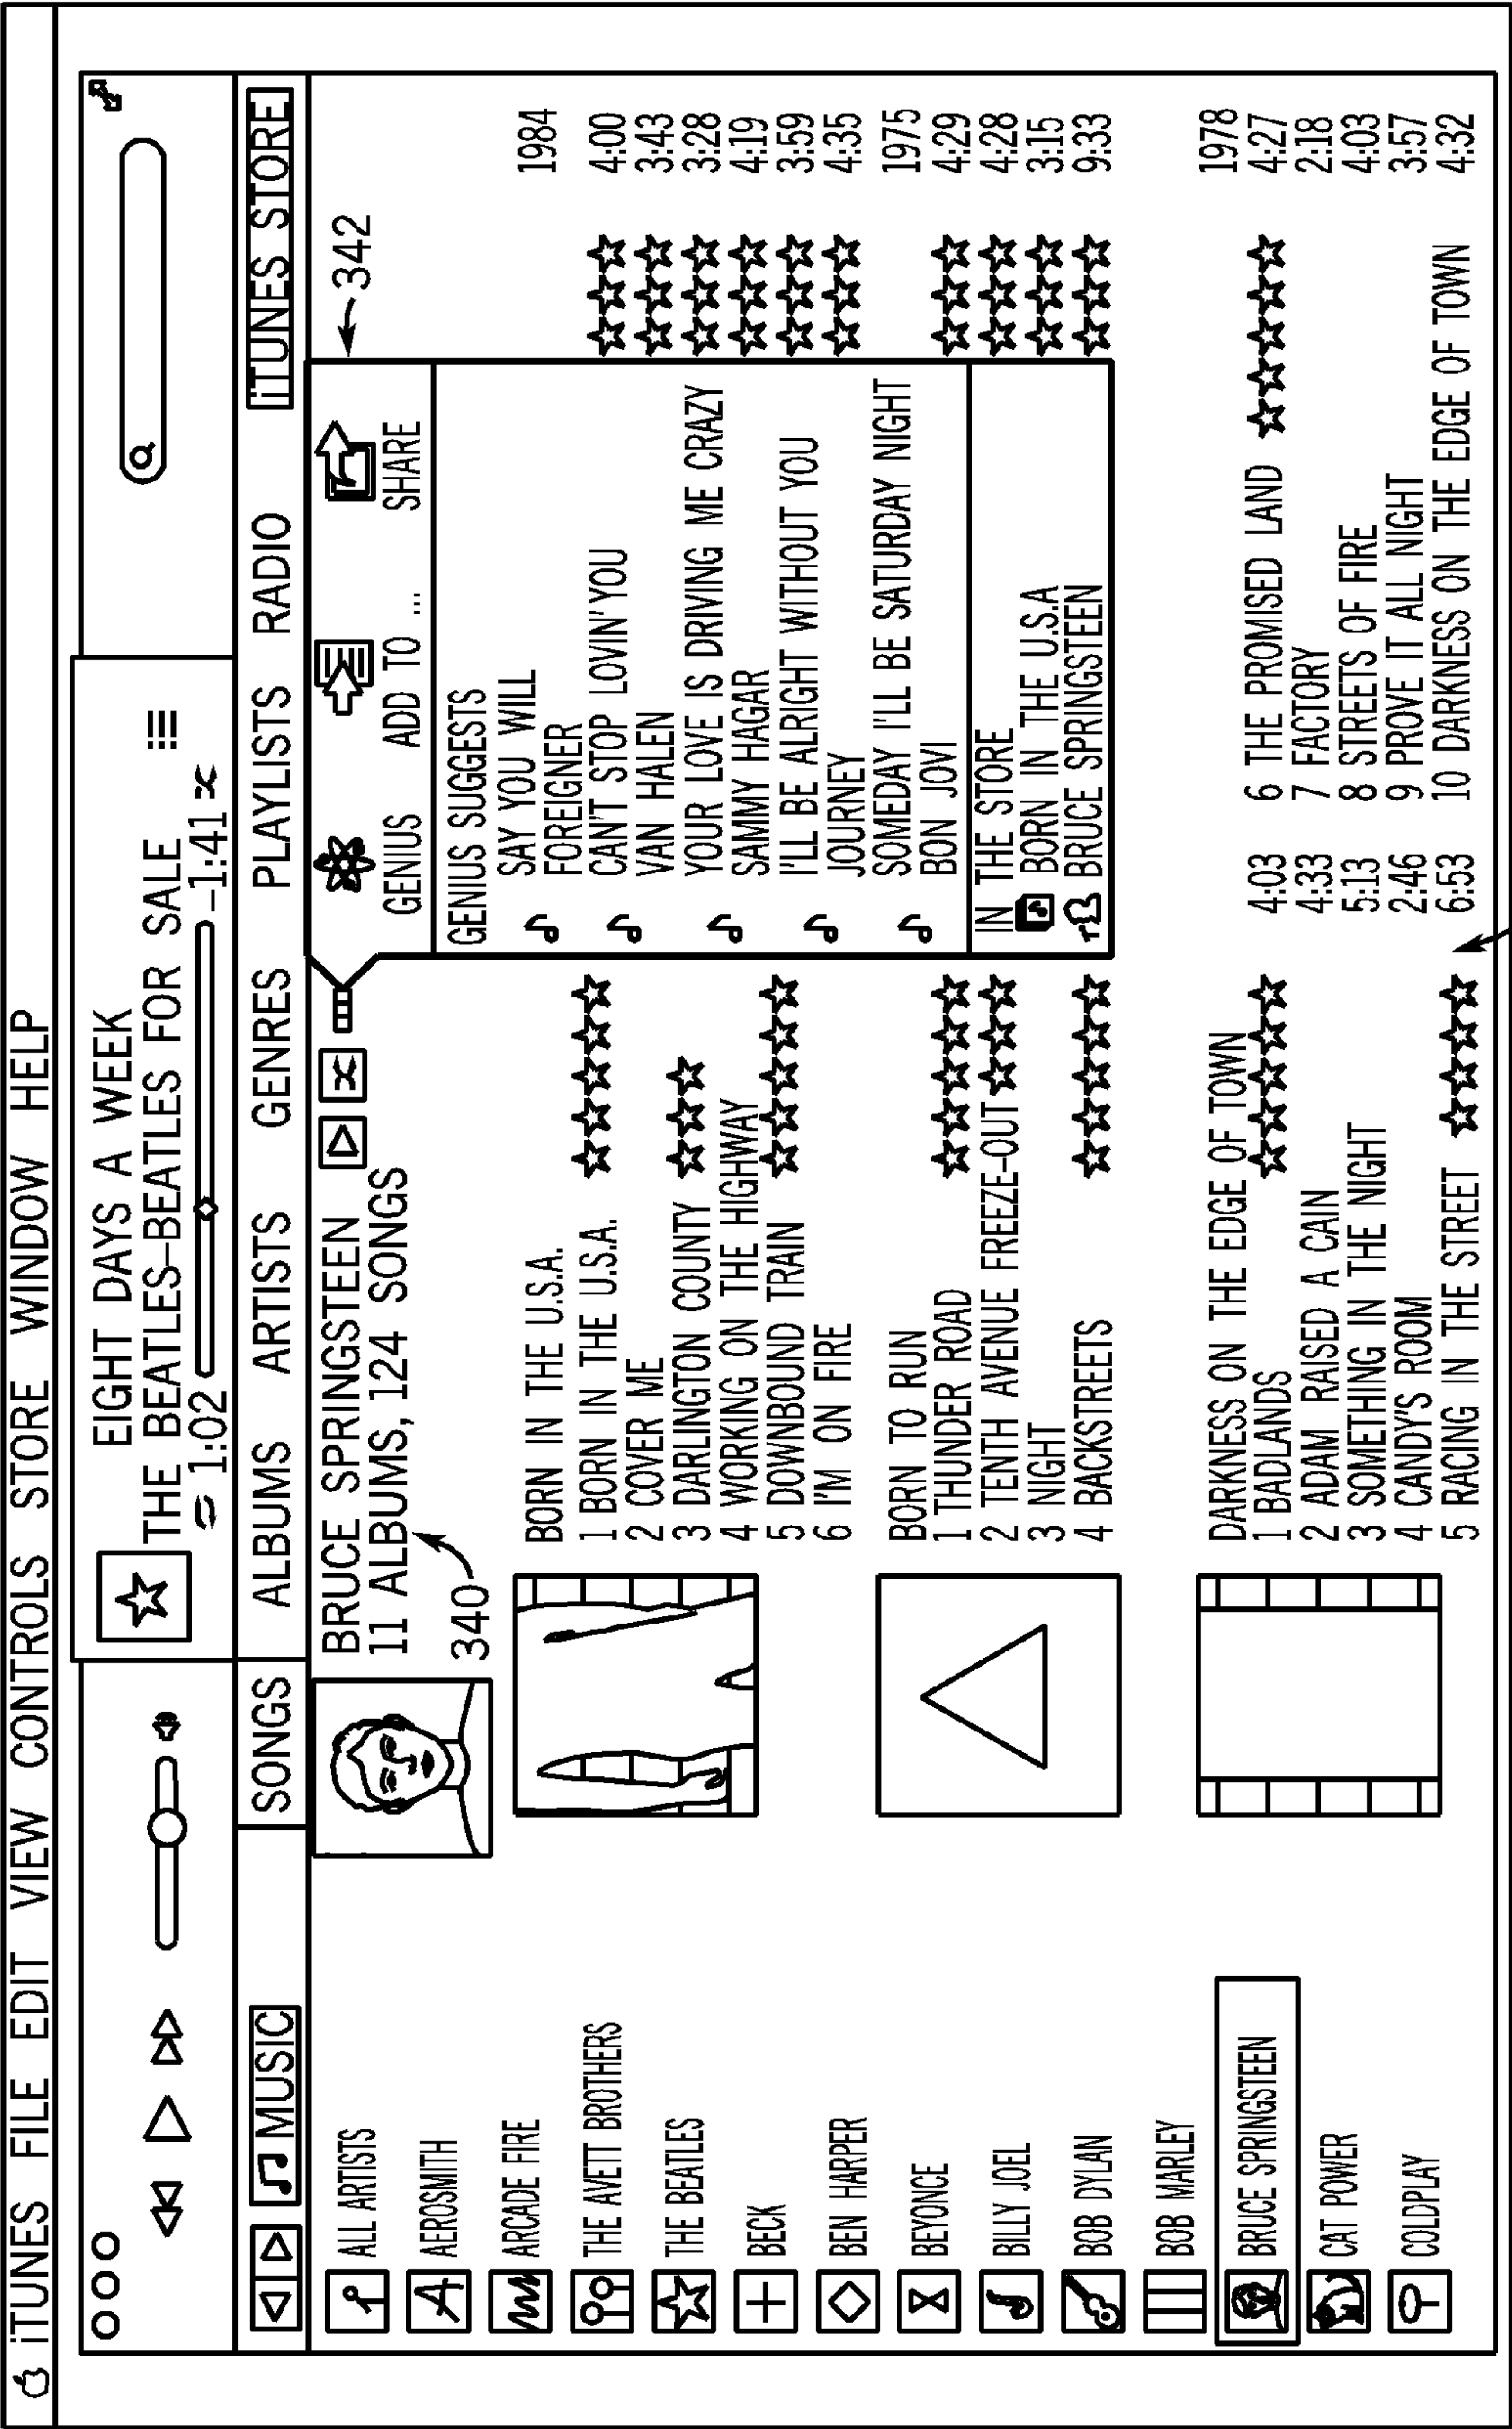 iTUNES FILE EDIT VIEW CONTROLS STORE WINDOW HELP
EIGHT DAYS A WEEK
THE BEATLES–BEATLES FOR SALE
1:02 –1:41
MUSIC SONGS ALBUMS ARTISTS GENRES PLAYLISTS RADIO iTUNES STORE
ALL ARTISTS
AEROSMITH
ARCADE FIRE
THE AVETT BROTHERS
THE BEATLES
BECK
BEN HARPER
BEYONCE
BILLY JOEL
BOB DYLAN
BOB MARLEY
BRUCE SPRINGSTEEN
CAT POWER
COLDPLAY
BRUCE SPRINGSTEEN
11 ALBUMS, 124 SONGS
340
BORN IN THE U.S.A. 1984
1 BORN IN THE U.S.A.
2 COVER ME
3 DARLINGTON COUNTY
4 WORKING ON THE HIGHWAY
5 DOWNBOUND TRAIN
6 I'M ON FIRE
4:00
3:43
3:28
4:19
3:59
4:35
BORN TO RUN 1975
1 THUNDER ROAD
2 TENTH AVENUE FREEZE–OUT
3 NIGHT
4 BACKSTREETS
4:29
4:28
3:15
9:33
DARKNESS ON THE EDGE OF TOWN 1978
1 BADLANDS 4:03
2 ADAM RAISED A CAIN 4:33
3 SOMETHING IN THE NIGHT 5:13
4 CANDY'S ROOM 2:46
5 RACING IN THE STREET 6:53
6 THE PROMISED LAND 4:27
7 FACTORY 2:18
8 STREETS OF FIRE 4:03
9 PROVE IT ALL NIGHT 3:57
10 DARKNESS ON THE EDGE OF TOWN 4:32
342
GENIUS ADD TO ... SHARE
GENIUS SUGGESTS
SAY YOU WILL
FOREIGNER
CAN'T STOP LOVIN'YOU
VAN HALEN
YOUR LOVE IS DRIVING ME CRAZY
SAMMY HAGAR
I'LL BE ALRIGHT WITHOUT YOU
JOURNEY
SOMEDAY I'LL BE SATURDAY NIGHT
BON JOVI
IN THE STORE
BORN IN THE U.S.A
BRUCE SPRINGSTEEN